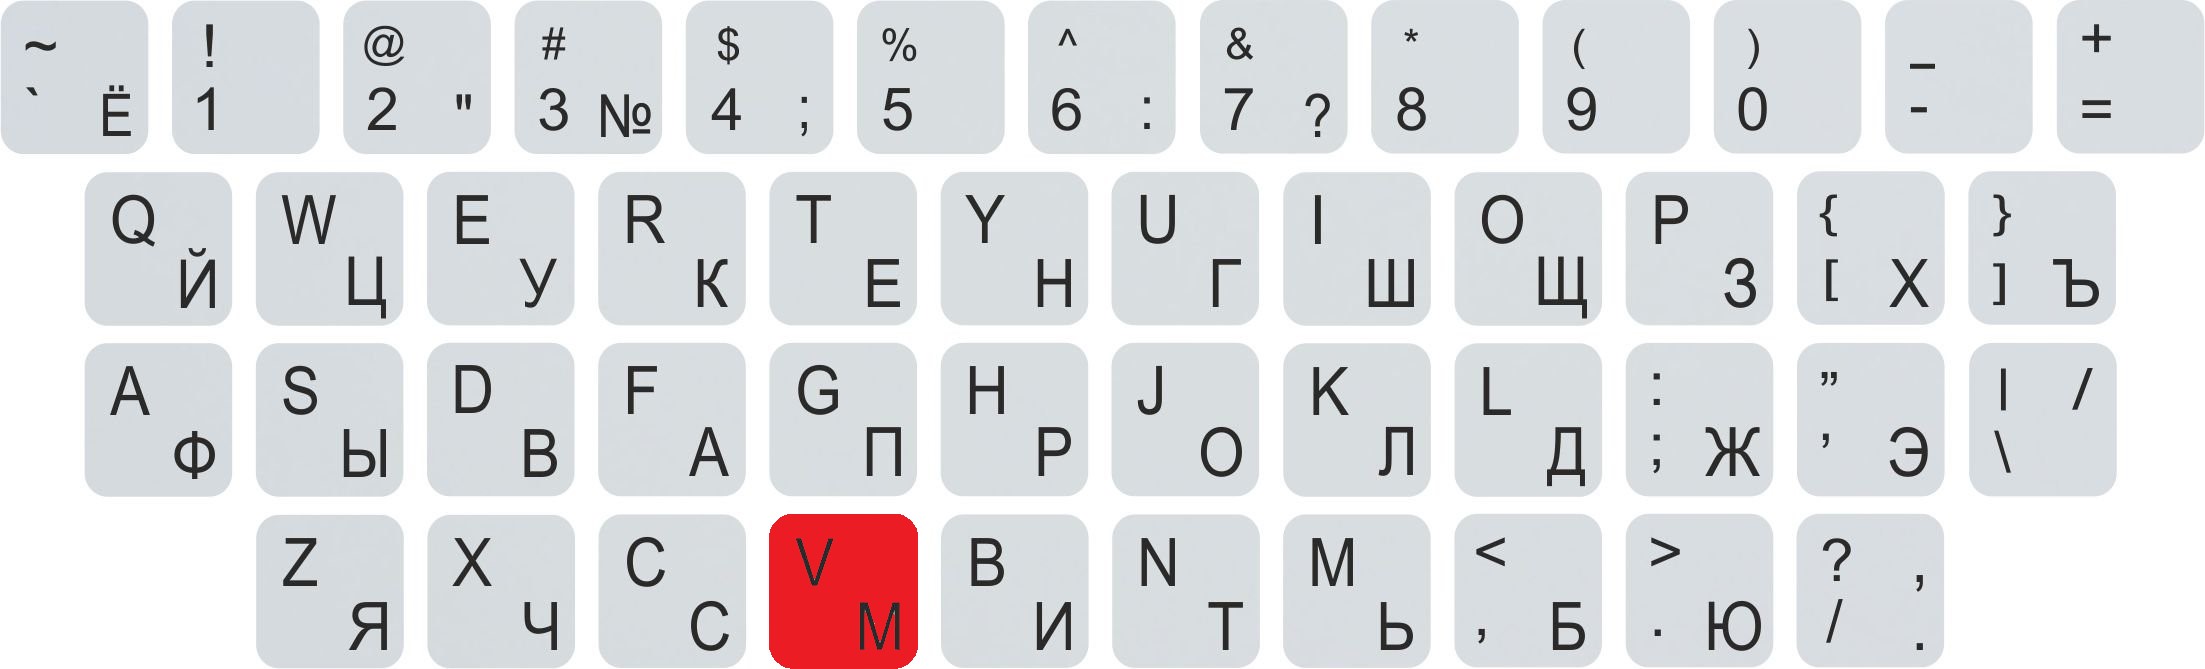 ~ ` Ё ! 1 @ 2 " # 3 № $ 4 ; % 5 ^ 6 : & 7 ? * 8 ( 9 ) 0 _ - + =
Q Й W Ц E У R К T Е Y Н U Г I Ш O Щ P З { [ Х } ] Ъ
A Ф S Ы D В F А G П H Р J О K Л L Д : ; Ж ” ’ Э | \ /
Z Я X Ч C С V М B И N Т M Ь < , Б > . Ю ? / , .